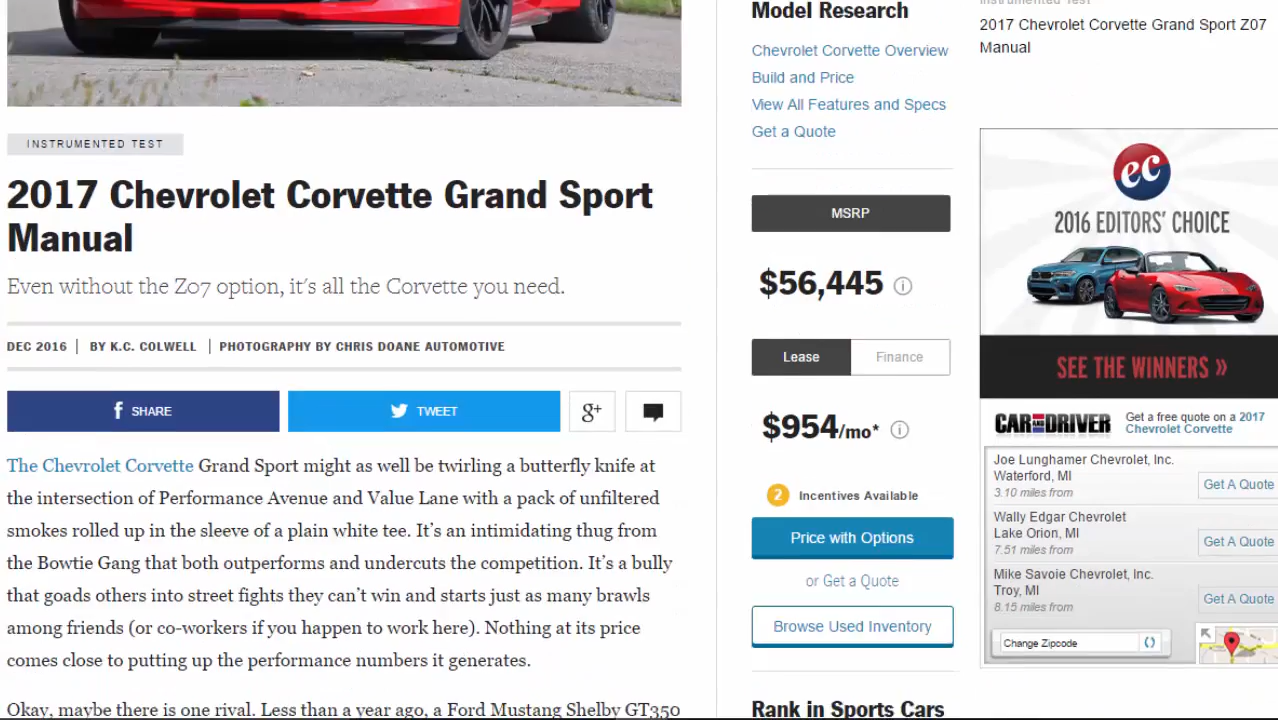 INSTRUMENTED TEST
2017 Chevrolet Corvette Grand Sport
Manual
Even without the Z07 option, it's all the Corvette you need.
DEC 2016 | BY K.C. COLWELL | PHOTOGRAPHY BY CHRIS DOANE AUTOMOTIVE
f SHARE
TWEET
g+
The Chevrolet Corvette Grand Sport might as well be twirling a butterfly knife at
the intersection of Performance Avenue and Value Lane with a pack of unfiltered
smokes rolled up in the sleeve of a plain white tee. It's an intimidating thug from
the Bowtie Gang that both outperforms and undercuts the competition. It's a bully
that goads others into street fights they can't win and starts just as many brawls
among friends (or co-workers if you happen to work here). Nothing at its price
comes close to putting up the performance numbers it generates.
Okay, maybe there is one rival. Less than a year ago, a Ford Mustang Shelby GT350
Model Research
Chevrolet Corvette Overview
Build and Price
View All Features and Specs
Get a Quote
MSRP
$56,445
Lease
Finance
$954/mo*
2 Incentives Available
Price with Options
or Get a Quote
Browse Used Inventory
Rank in Sports Cars
Instrumented Test
2017 Chevrolet Corvette Grand Sport Z07
Manual
ec
2016 EDITORS' CHOICE
SEE THE WINNERS »
CAR AND DRIVER
Get a free quote on a 2017
Chevrolet Corvette
Joe Lunghamer Chevrolet, Inc.
Waterford, MI
3.10 miles from
Get A Quote
Wally Edgar Chevrolet
Lake Orion, MI
7.51 miles from
Get A Quote
Mike Savoie Chevrolet, Inc.
Troy, MI
8.15 miles from
Get A Quote
Change Zipcode